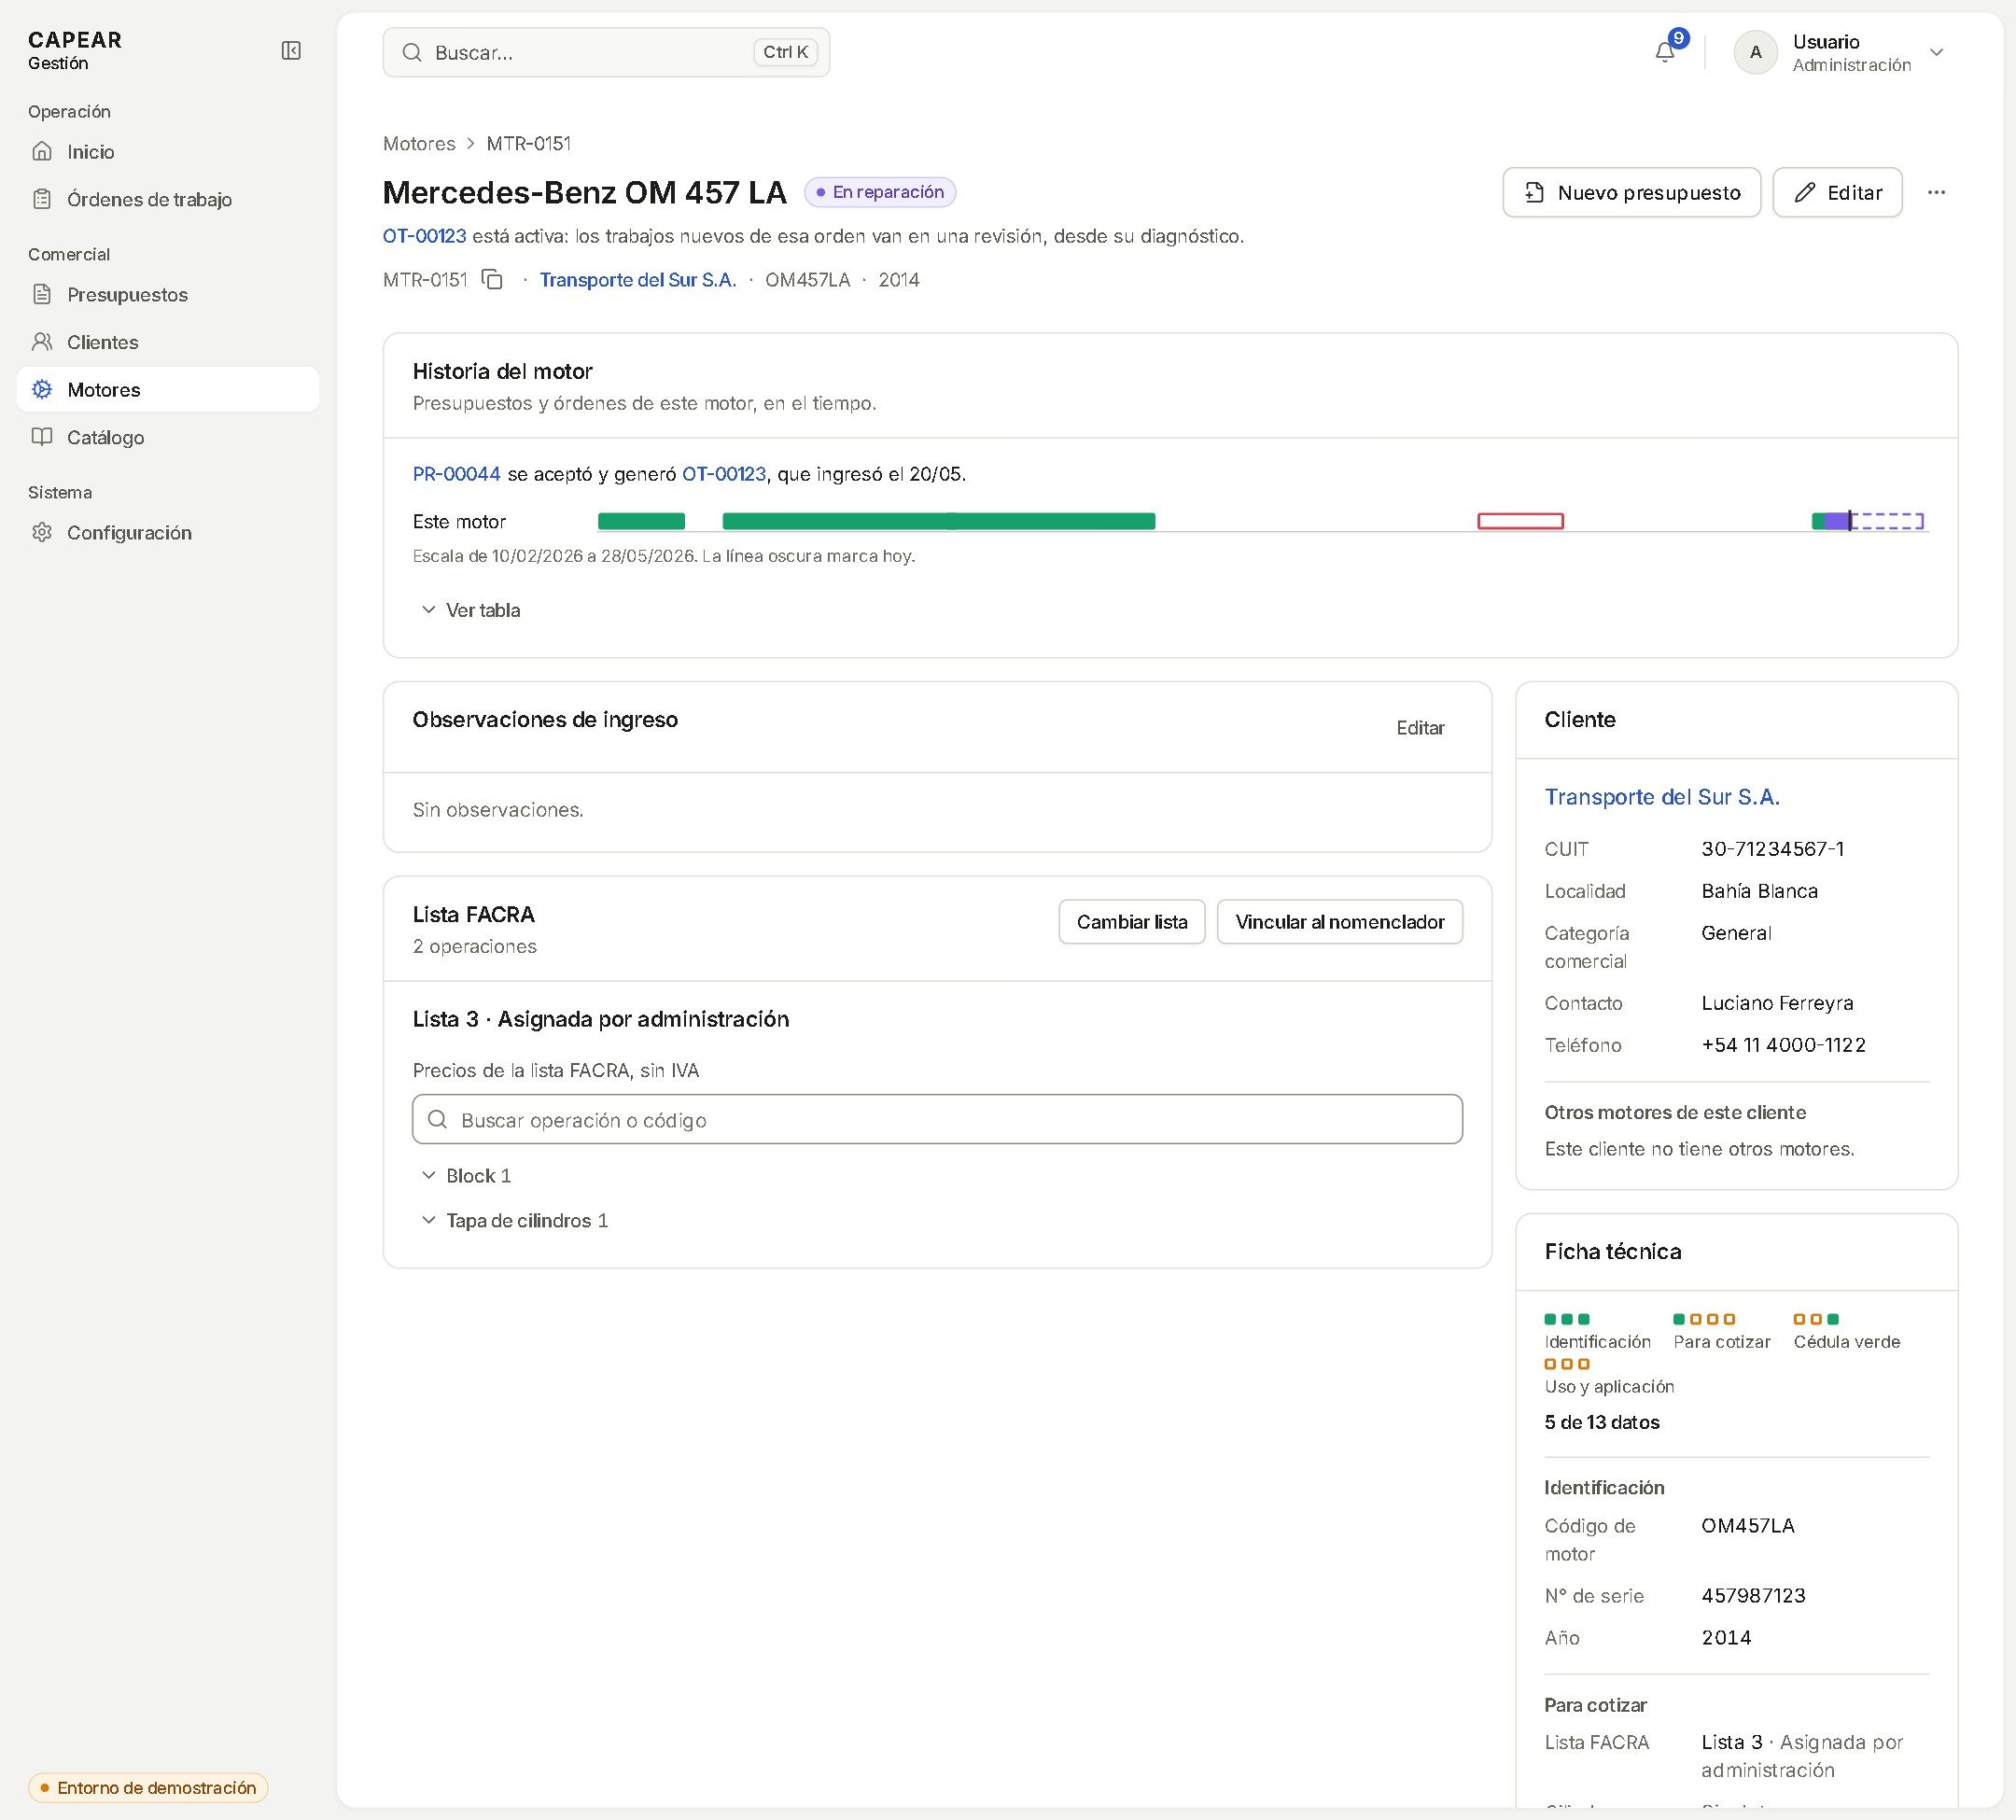 CAPEAR
Gestión
Operación
Inicio
Órdenes de trabajo
Comercial
Presupuestos
Clientes
Motores
Catálogo
Sistema
Configuración
Entorno de demostración
Buscar...
Ctrl K
9
A
Usuario
Administración
Motores > MTR-0151
Mercedes-Benz OM 457 LA
En reparación
Nuevo presupuesto
Editar
OT-00123 está activa: los trabajos nuevos de esa orden van en una revisión, desde su diagnóstico.
MTR-0151 · Transporte del Sur S.A. · OM457LA · 2014
Historia del motor
Presupuestos y órdenes de este motor, en el tiempo.
PR-00044 se aceptó y generó OT-00123, que ingresó el 20/05.
Este motor
Escala de 10/02/2026 a 28/05/2026. La línea oscura marca hoy.
Ver tabla
Observaciones de ingreso
Editar
Sin observaciones.
Lista FACRA
2 operaciones
Cambiar lista
Vincular al nomenclador
Lista 3 · Asignada por administración
Precios de la lista FACRA, sin IVA
Buscar operación o código
Block 1
Tapa de cilindros 1
Cliente
Transporte del Sur S.A.
CUIT 30-71234567-1
Localidad Bahía Blanca
Categoría General
comercial
Contacto Luciano Ferreyra
Teléfono +54 11 4000-1122
Otros motores de este cliente
Este cliente no tiene otros motores.
Ficha técnica
Identificación Para cotizar Cédula verde
Uso y aplicación
5 de 13 datos
Identificación
Código de OM457LA
motor
N° de serie 457987123
Año 2014
Para cotizar
Lista FACRA Lista 3 · Asignada por
administración